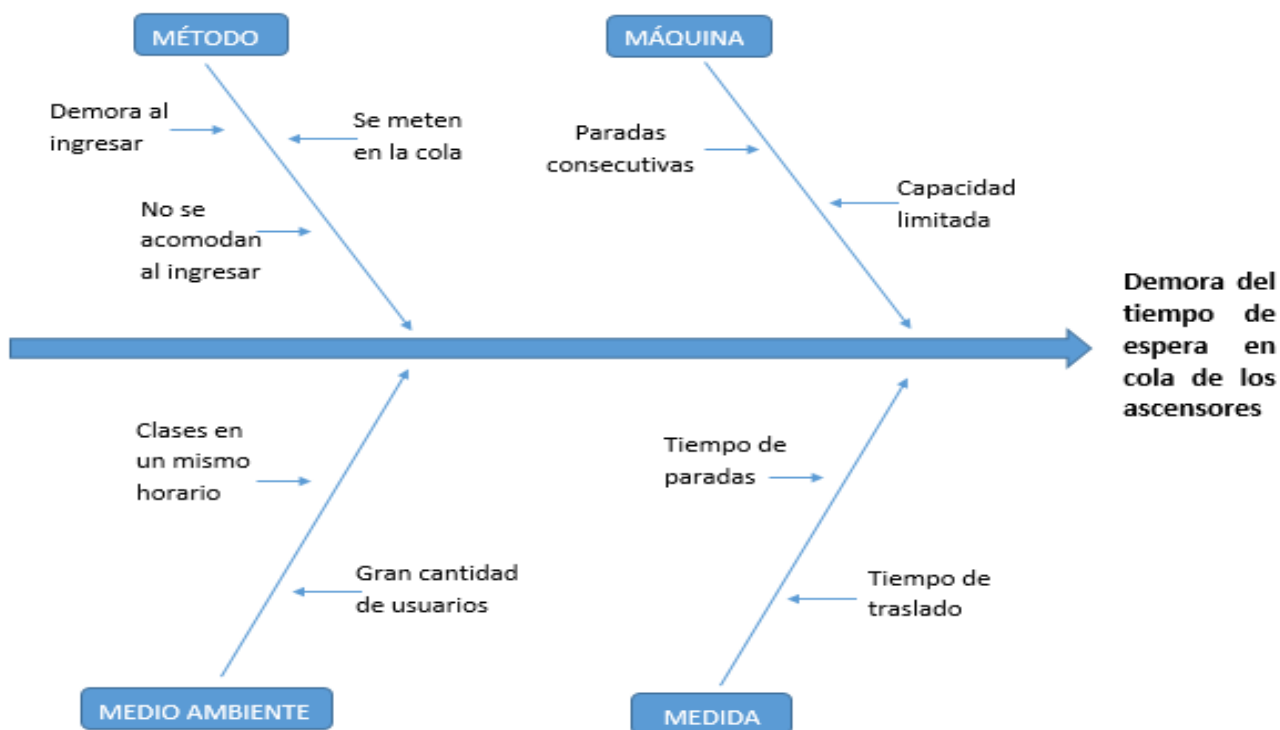 MÉTODO
MÁQUINA
Demora al
ingresar
Se meten
en la cola
No se
acomodan
al ingresar
Paradas
consecutivas
Capacidad
limitada
Demora del
tiempo de
espera en
cola de los
ascensores
Clases en
un mismo
horario
Gran cantidad
de usuarios
Tiempo de
paradas
Tiempo de
traslado
MEDIO AMBIENTE
MEDIDA